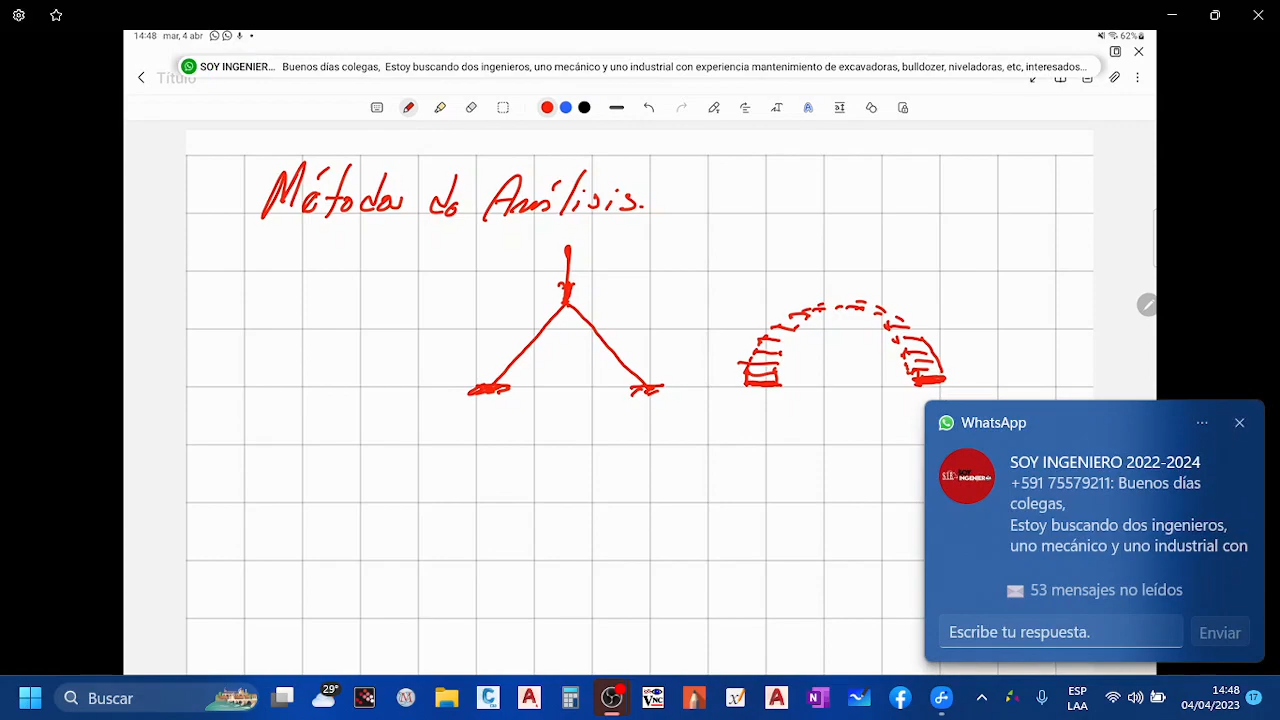 14:48 mar, 4 abr
62%
SOY INGENIER... Buenos días colegas, Estoy buscando dos ingenieros, uno mecánico y uno industrial con experiencia mantenimiento de excavadoras, bulldozer, niveladoras, etc, interesados...
Título
Métodos de Análisis.
WhatsApp
SOY INGENIERO 2022-2024
+591 75579211: Buenos días
colegas,
Estoy buscando dos ingenieros,
uno mecánico y uno industrial con
53 mensajes no leídos
Escribe tu respuesta.
Enviar
Buscar
29°
ESP
LAA
14:48
04/04/2023
17